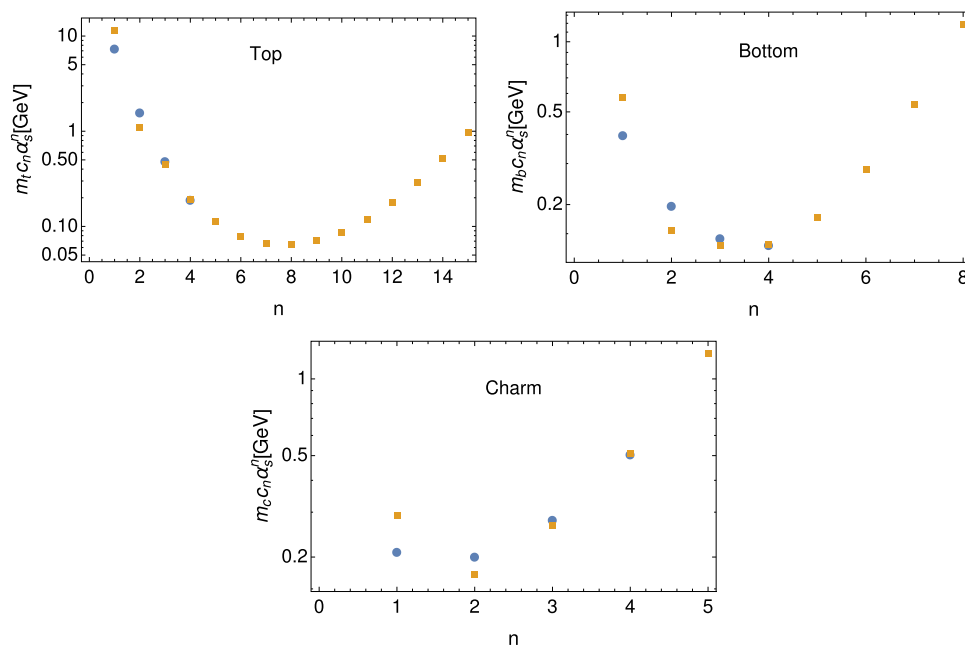 Top
m_t c_n α_s^n [GeV]
10
5
1
0.50
0.10
0.05
0 2 4 6 8 10 12 14
n
Bottom
m_b c_n α_s^n [GeV]
1
0.5
0.2
0 2 4 6 8
n
Charm
m_c c_n α_s^n [GeV]
1
0.5
0.2
0 1 2 3 4 5
n